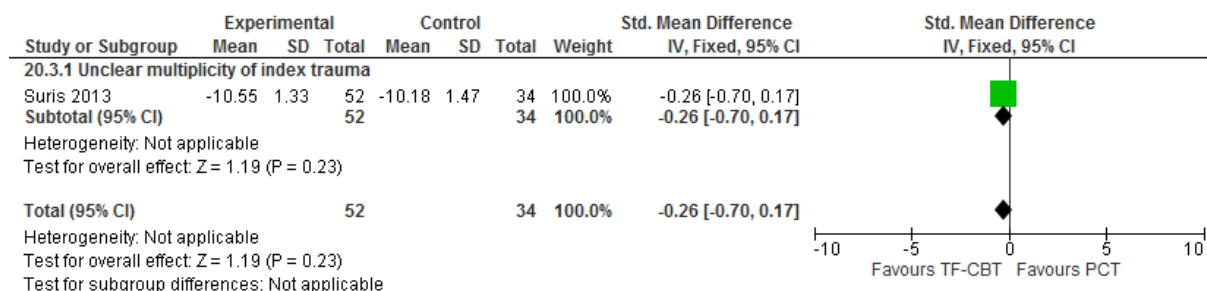 Experimental Control Std. Mean Difference Std. Mean Difference
Study or Subgroup Mean SD Total Mean SD Total Weight IV, Fixed, 95% CI IV, Fixed, 95% CI
20.3.1 Unclear multiplicity of index trauma
Suris 2013 -10.55 1.33 52 -10.18 1.47 34 100.0% -0.26 [-0.70, 0.17]
Subtotal (95% CI) 52 34 100.0% -0.26 [-0.70, 0.17]
Heterogeneity: Not applicable
Test for overall effect: Z = 1.19 (P = 0.23)
Total (95% CI) 52 34 100.0% -0.26 [-0.70, 0.17]
Heterogeneity: Not applicable
Test for overall effect: Z = 1.19 (P = 0.23)
Test for subgroup differences: Not applicable
-10 -5 0 5 10
Favours TF-CBT Favours PCT